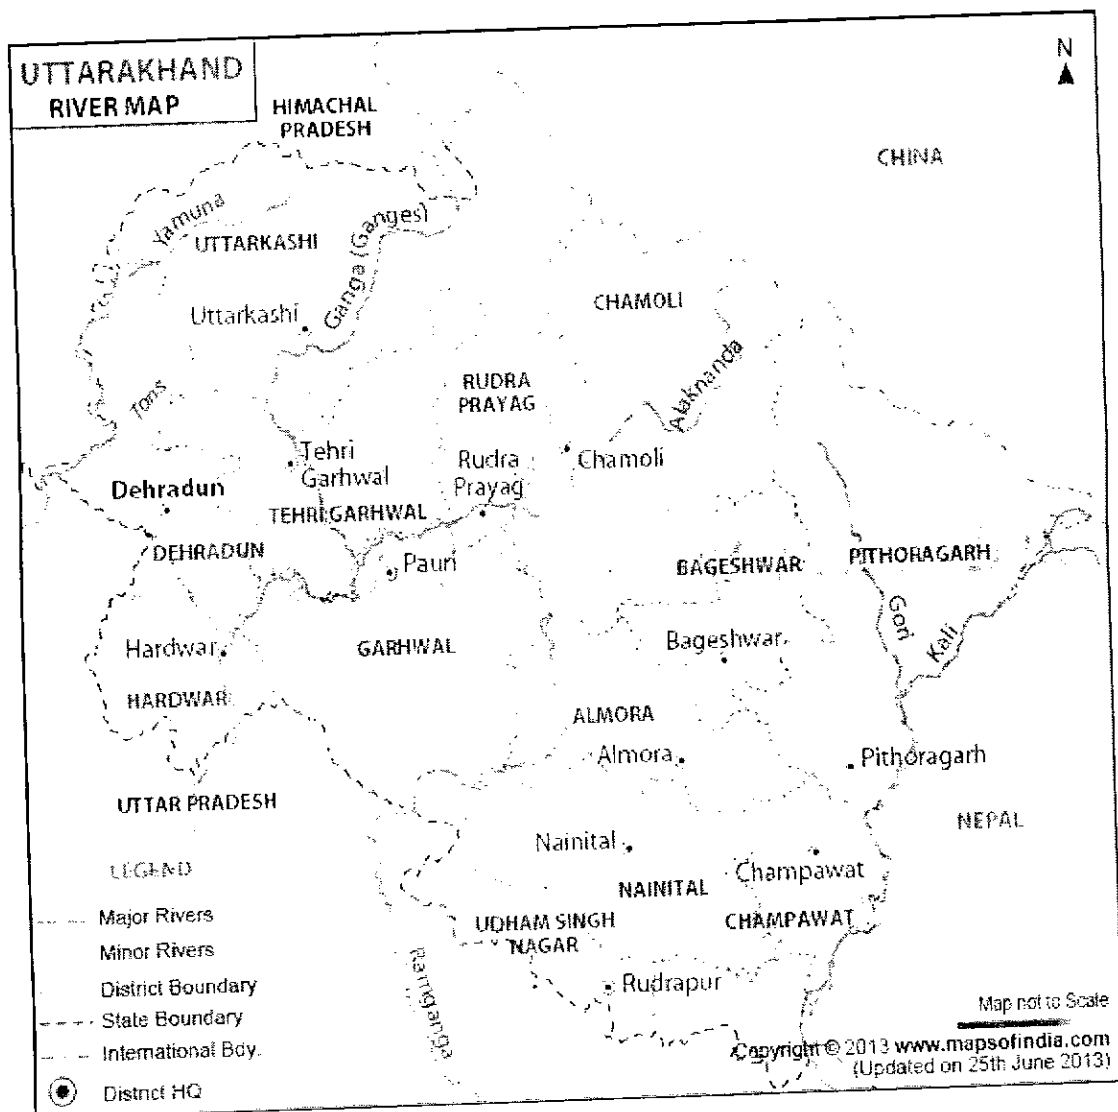 UTTARAKHAND
RIVER MAP
N
HIMACHAL
PRADESH
CHINA
Yamuna
UTTARKASHI
Ganga (Ganges)
Uttarkashi
CHAMOLI
Tons
RUDRA
PRAYAG
Alaknanda
Tehri
Garhwal
Rudra
Prayag
Chamoli
Dehradun
TEHRI GARHWAL
DEHRADUN
Pauri
BAGESHWAR
PITHORAGARH
Gori
Kali
Hardwar
GARHWAL
Bageshwar
HARDWAR
ALMORA
Almora
Pithoragarh
UTTAR PRADESH
NEPAL
Nainital
Champawat
NAINITAL
CHAMPAWAT
UDHAM SINGH
NAGAR
Ramganga
Rudrapur
LEGEND
Major Rivers
Minor Rivers
District Boundary
State Boundary
International Bdy.
District HQ
Map not to Scale
Copyright © 2013 www.mapsofindia.com
(Updated on 25th June 2013)